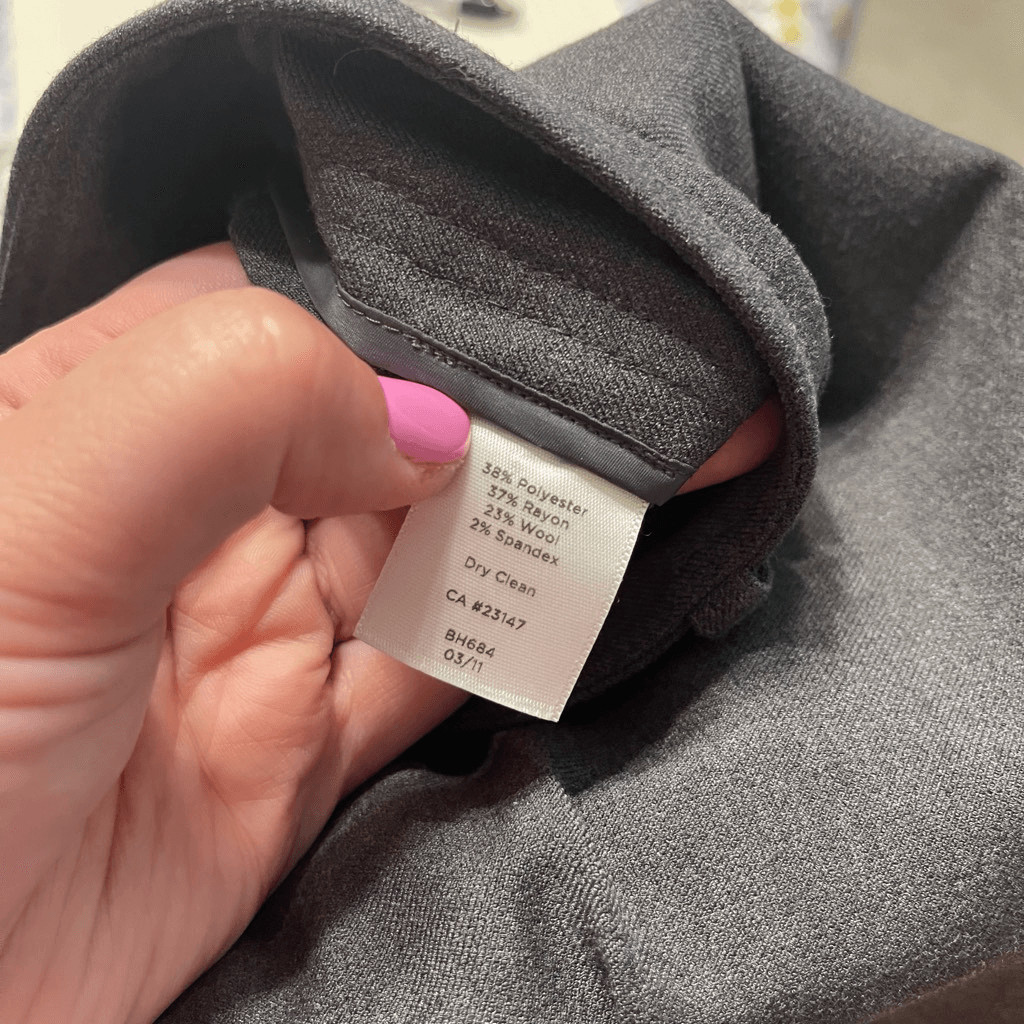 38% Polyester
37% Rayon
23% Wool
2% Spandex
Dry Clean
CA #23147
BH684
03/11